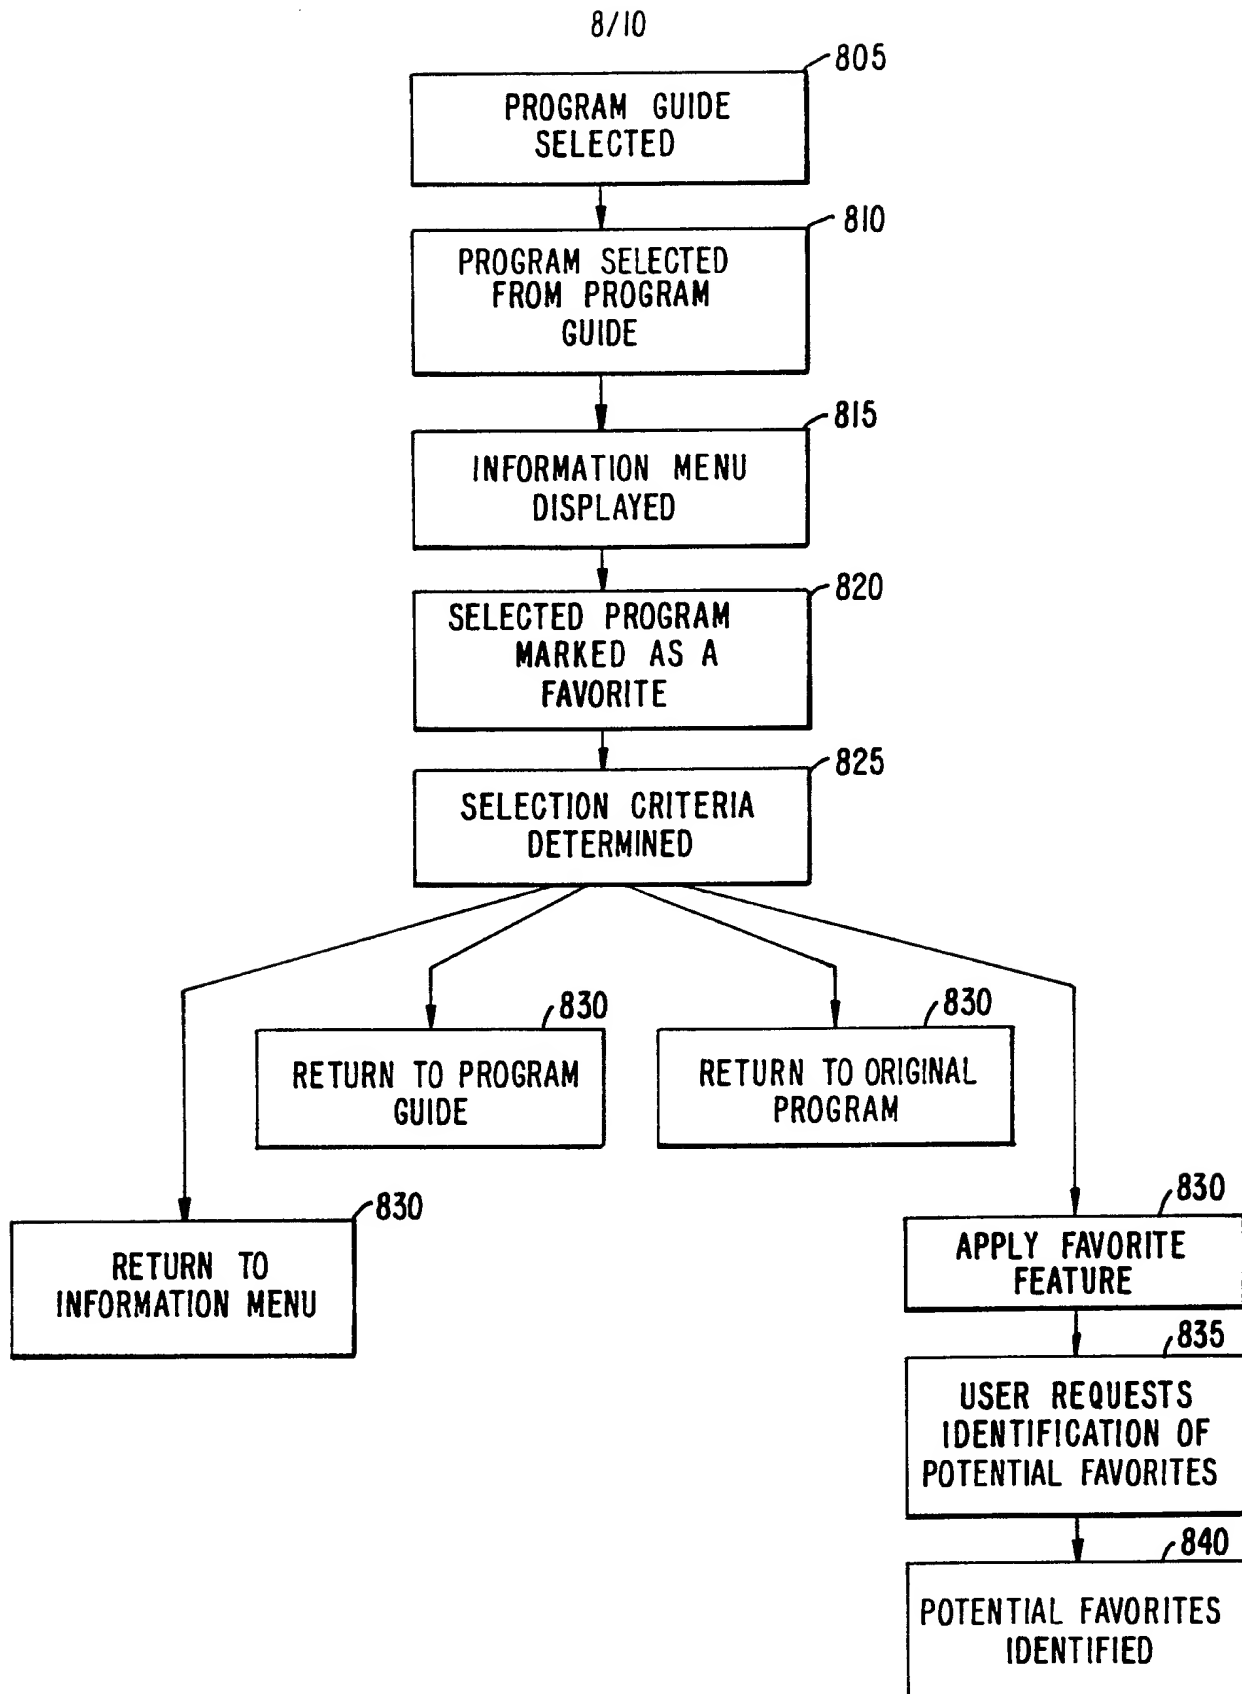 8/10
805
PROGRAM GUIDE
SELECTED
810
PROGRAM SELECTED
FROM PROGRAM
GUIDE
815
INFORMATION MENU
DISPLAYED
820
SELECTED PROGRAM
MARKED AS A
FAVORITE
825
SELECTION CRITERIA
DETERMINED
830
RETURN TO PROGRAM
GUIDE
830
RETURN TO ORIGINAL
PROGRAM
830
RETURN TO
INFORMATION MENU
830
APPLY FAVORITE
FEATURE
835
USER REQUESTS
IDENTIFICATION OF
POTENTIAL FAVORITES
840
POTENTIAL FAVORITES
IDENTIFIED